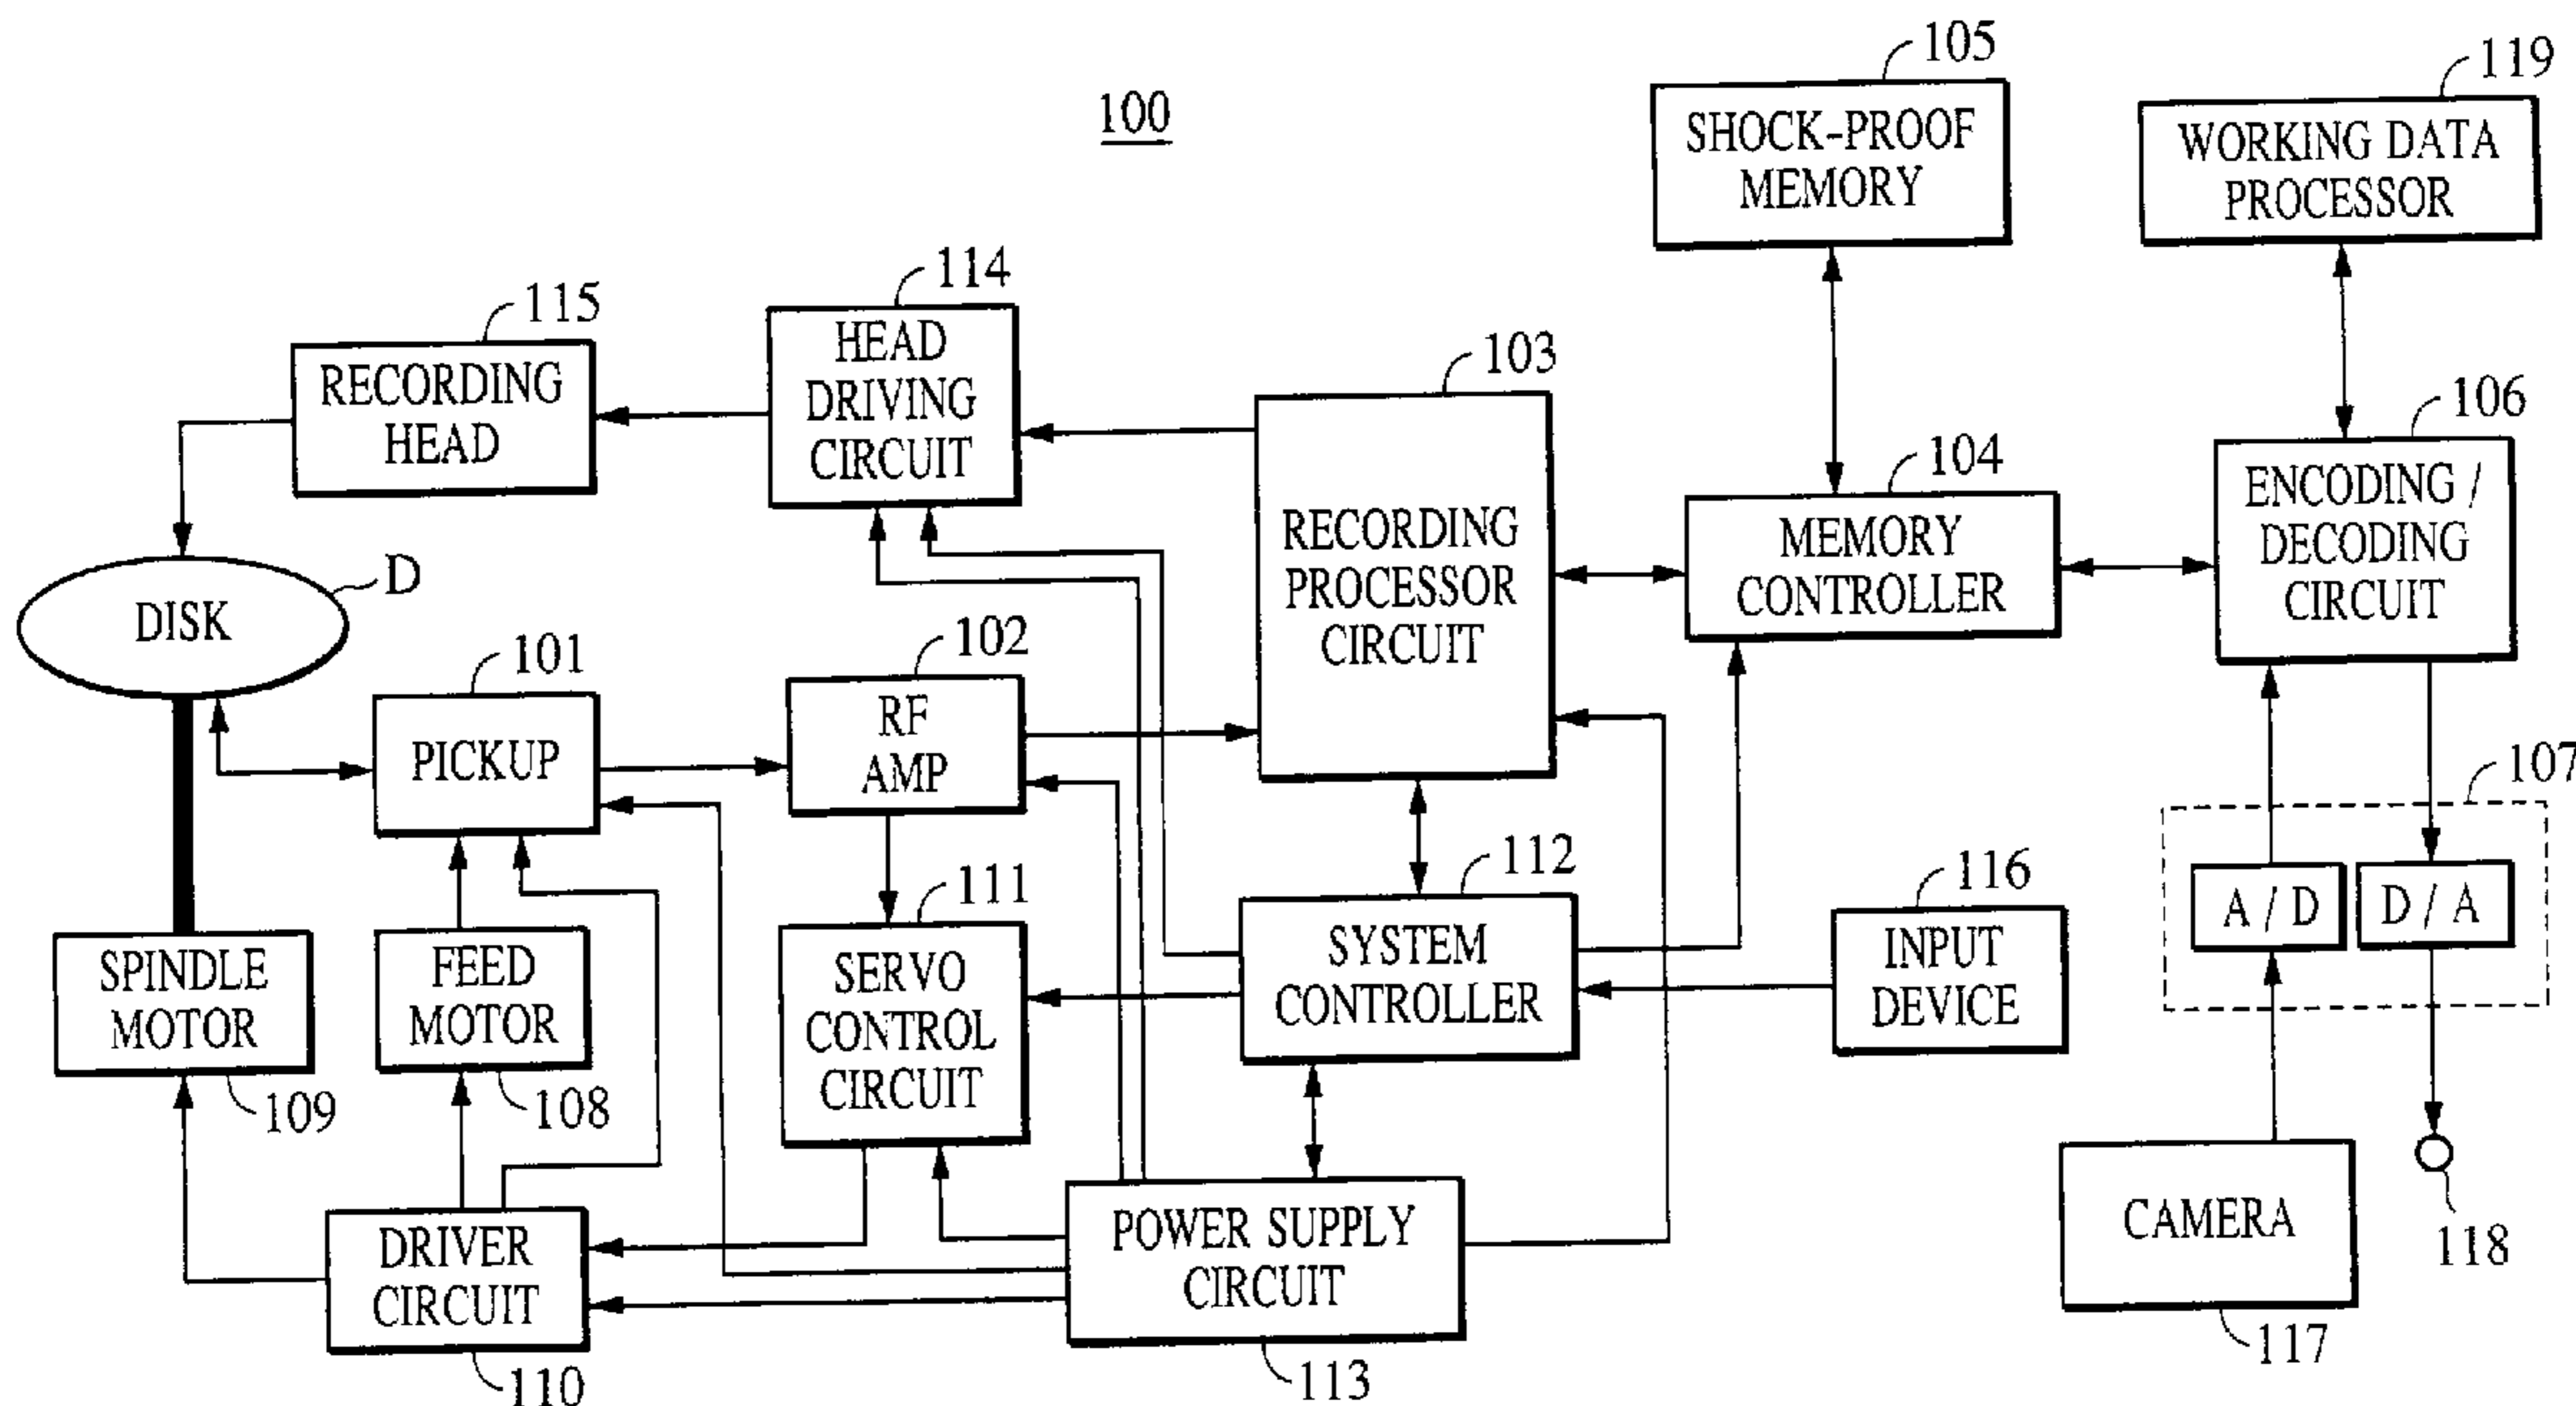 100
105
SHOCK-PROOF
MEMORY
119
WORKING DATA
PROCESSOR
114
HEAD
DRIVING
CIRCUIT
115
RECORDING
HEAD
103
RECORDING
PROCESSOR
CIRCUIT
104
MEMORY
CONTROLLER
106
ENCODING /
DECODING
CIRCUIT
D
DISK
101
PICKUP
102
RF
AMP
107
A / D
D / A
112
SYSTEM
CONTROLLER
116
INPUT
DEVICE
111
SERVO
CONTROL
CIRCUIT
SPINDLE
MOTOR
109
FEED
MOTOR
108
DRIVER
CIRCUIT
110
POWER SUPPLY
CIRCUIT
113
CAMERA
117
118